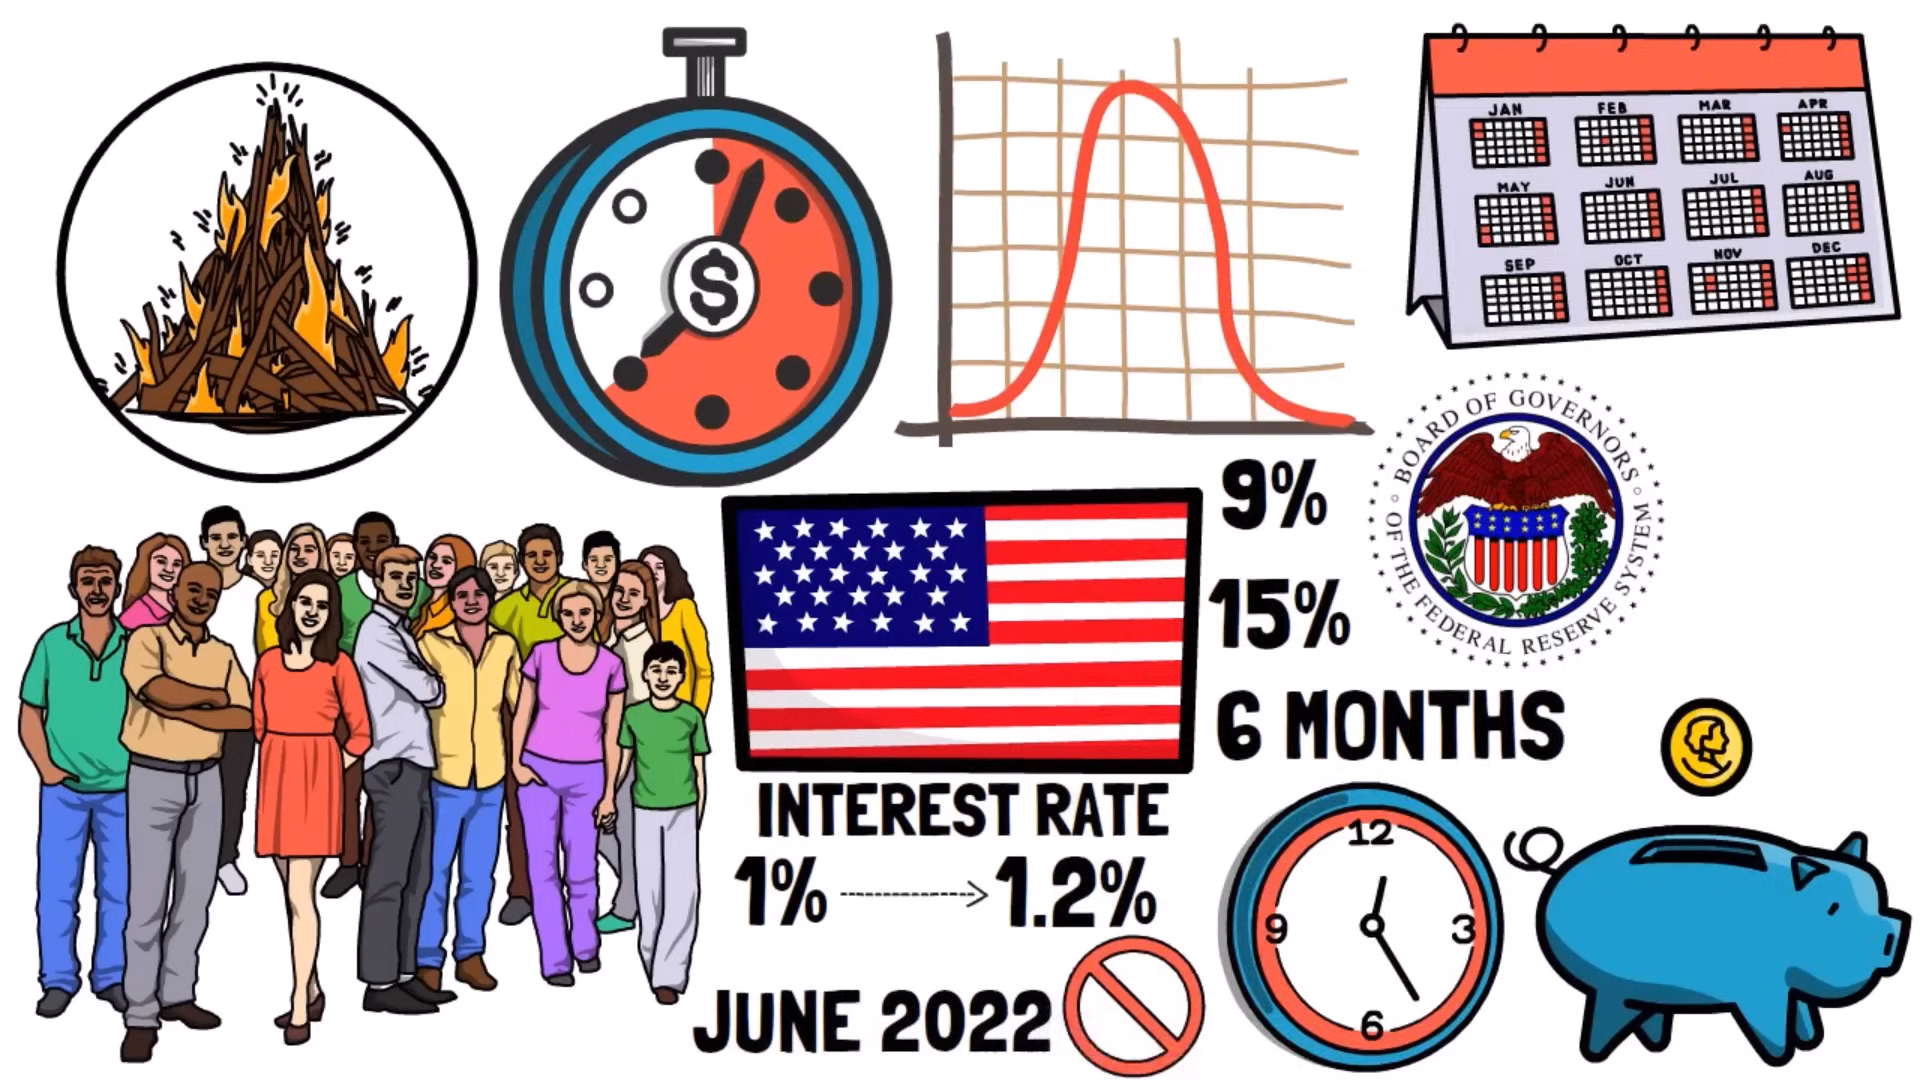 $
JAN FEB MAR APR
MAY JUN JUL AUG
SEP OCT NOV DEC
BOARD OF GOVERNORS
OF THE FEDERAL RESERVE SYSTEM
9%
15%
6 MONTHS
INTEREST RATE
1% 1.2%
JUNE 2022
12
9 3
6